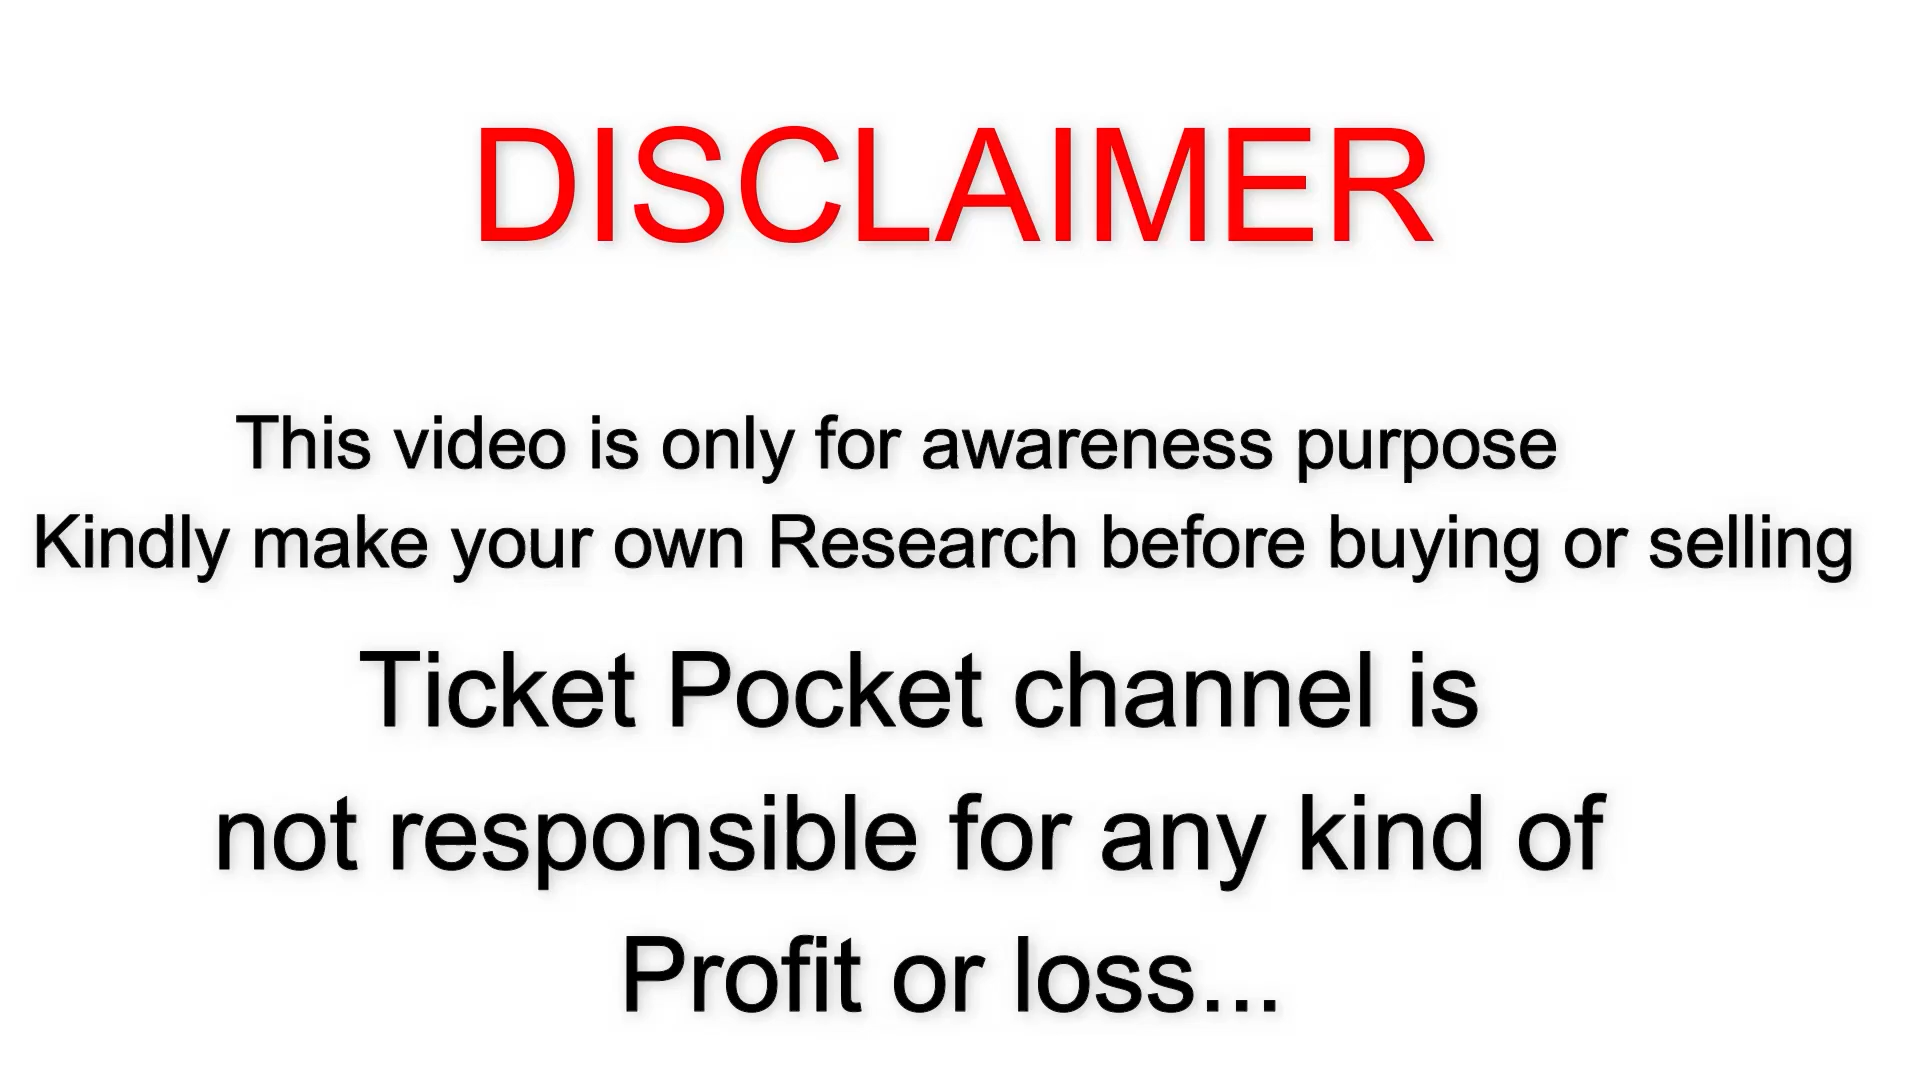 DISCLAIMER
This video is only for awareness purpose
Kindly make your own Research before buying or selling
Ticket Pocket channel is
not responsible for any kind of
Profit or loss...